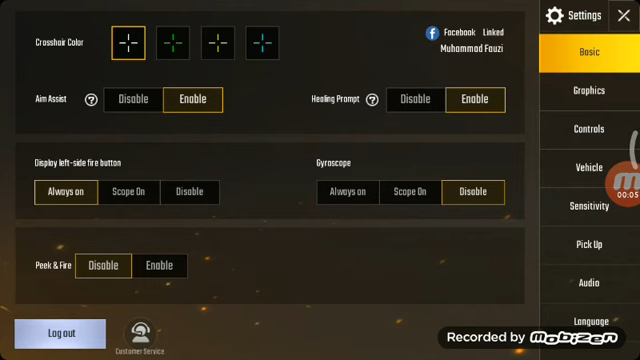 Settings
Crosshair Color
Facebook Linked
Muhammad Fauzi
Basic
Aim Assist ? Disable Enable
Healing Prompt ? Disable Enable
Graphics
Controls
Display left-side fire button
Gyroscope
Vehicle
Always on Scope On Disable
Always on Scope On Disable
00:05
Sensitivity
Pick Up
Peek & Fire Disable Enable
Audio
Language
Log out
Customer Service
Recorded by mobizen